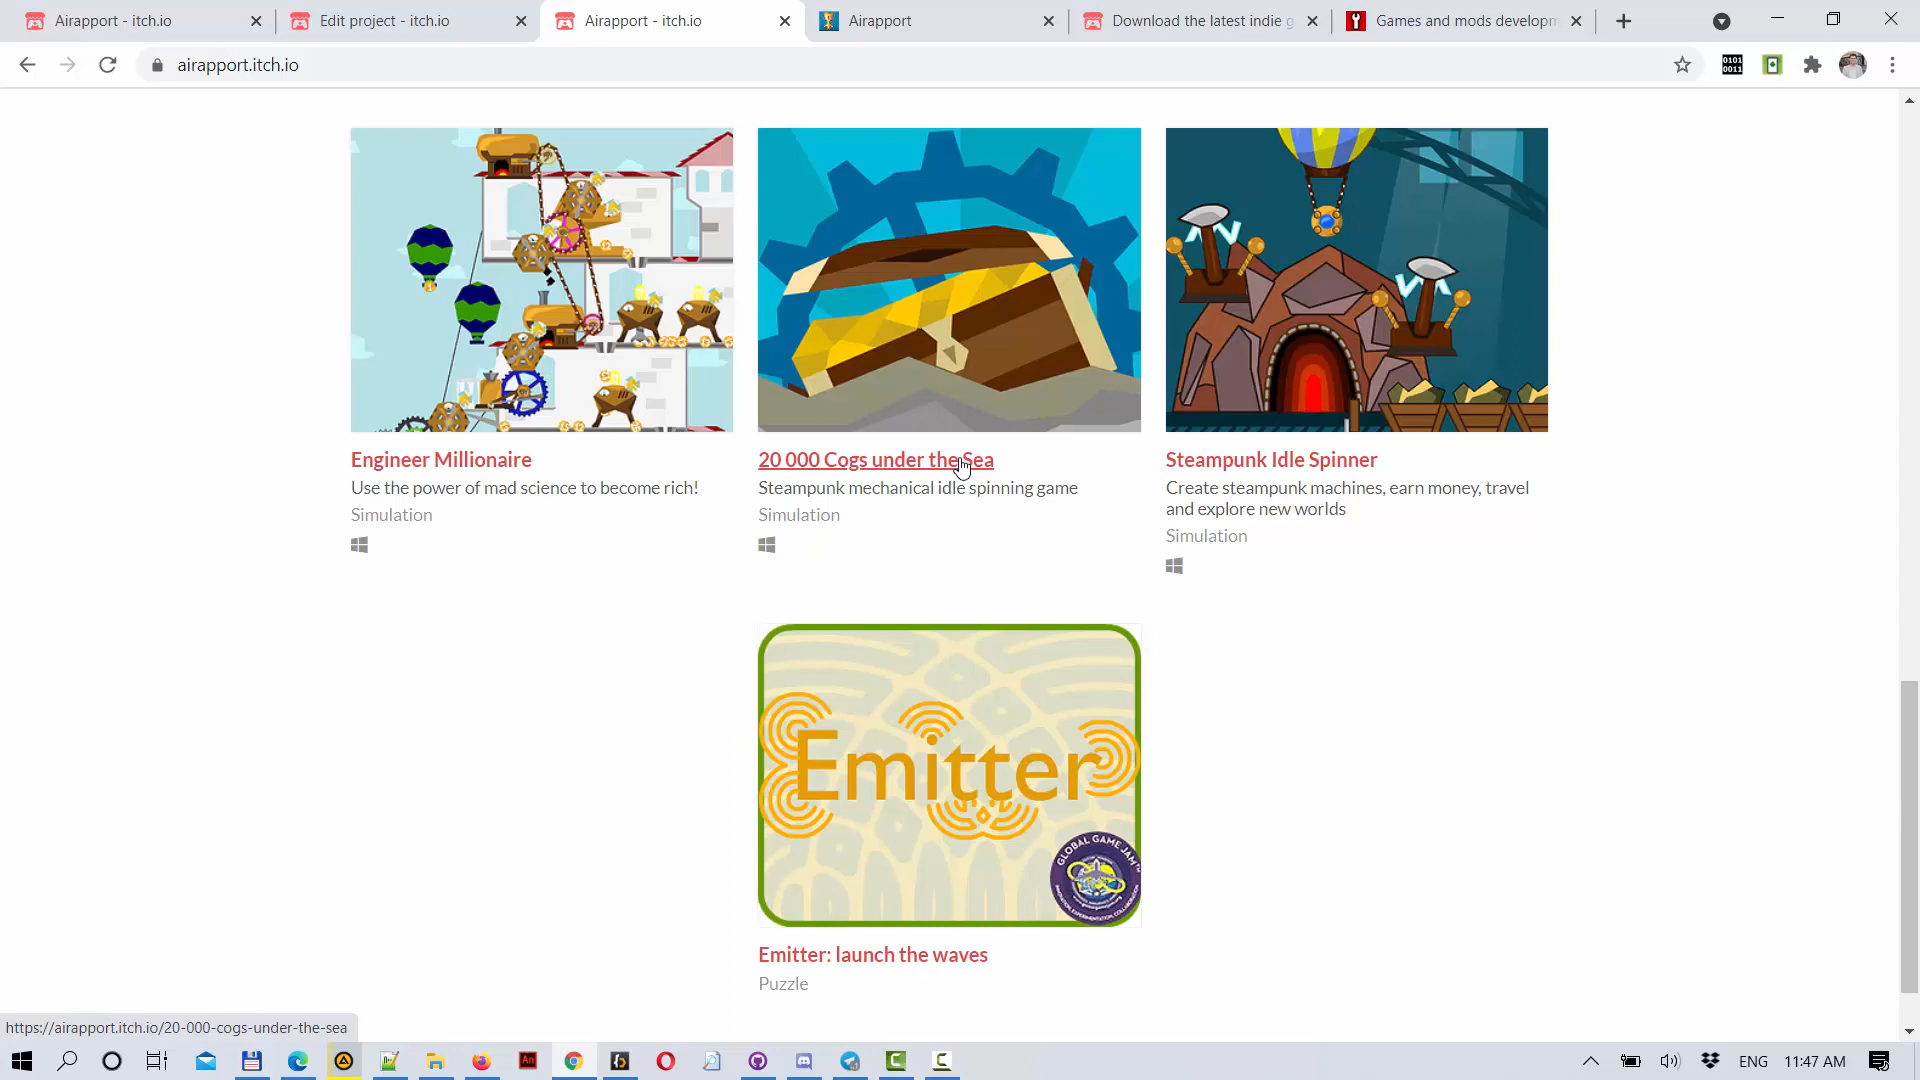 Airapport - itch.io
Edit project - itch.io
Airapport - itch.io
Airapport
Download the latest indie g
Games and mods developm
airapport.itch.io
0101
0011
Engineer Millionaire
Use the power of mad science to become rich!
Simulation
20 000 Cogs under the Sea
Steampunk mechanical idle spinning game
Simulation
Steampunk Idle Spinner
Create steampunk machines, earn money, travel
and explore new worlds
Simulation
Emitter
GLOBAL GAME JAM
Emitter: launch the waves
Puzzle
https://airapport.itch.io/20-000-cogs-under-the-sea
An
ENG
11:47 AM